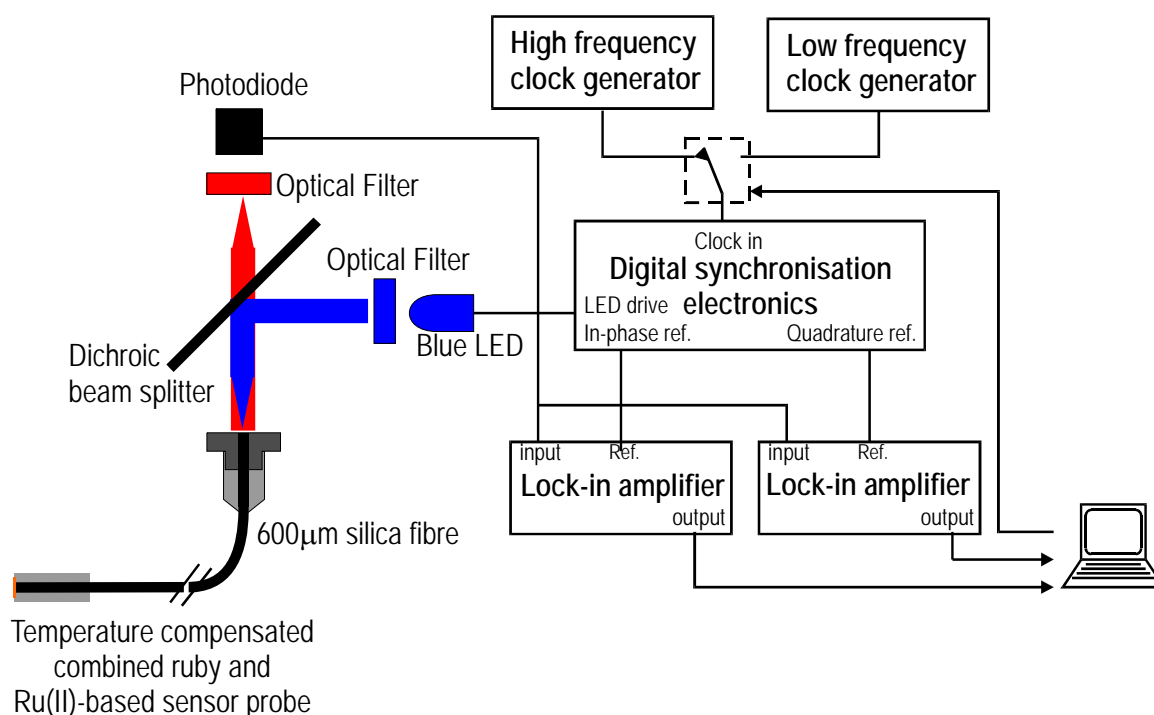 High frequency
clock generator
Low frequency
clock generator
Photodiode
Optical Filter
Optical Filter
Blue LED
Dichroic
beam splitter
Clock in
Digital synchronisation
electronics
LED drive
In-phase ref.
Quadrature ref.
input
Ref.
Lock-in amplifier
output
input
Ref.
Lock-in amplifier
output
600μm silica fibre
Temperature compensated
combined ruby and
Ru(II)-based sensor probe